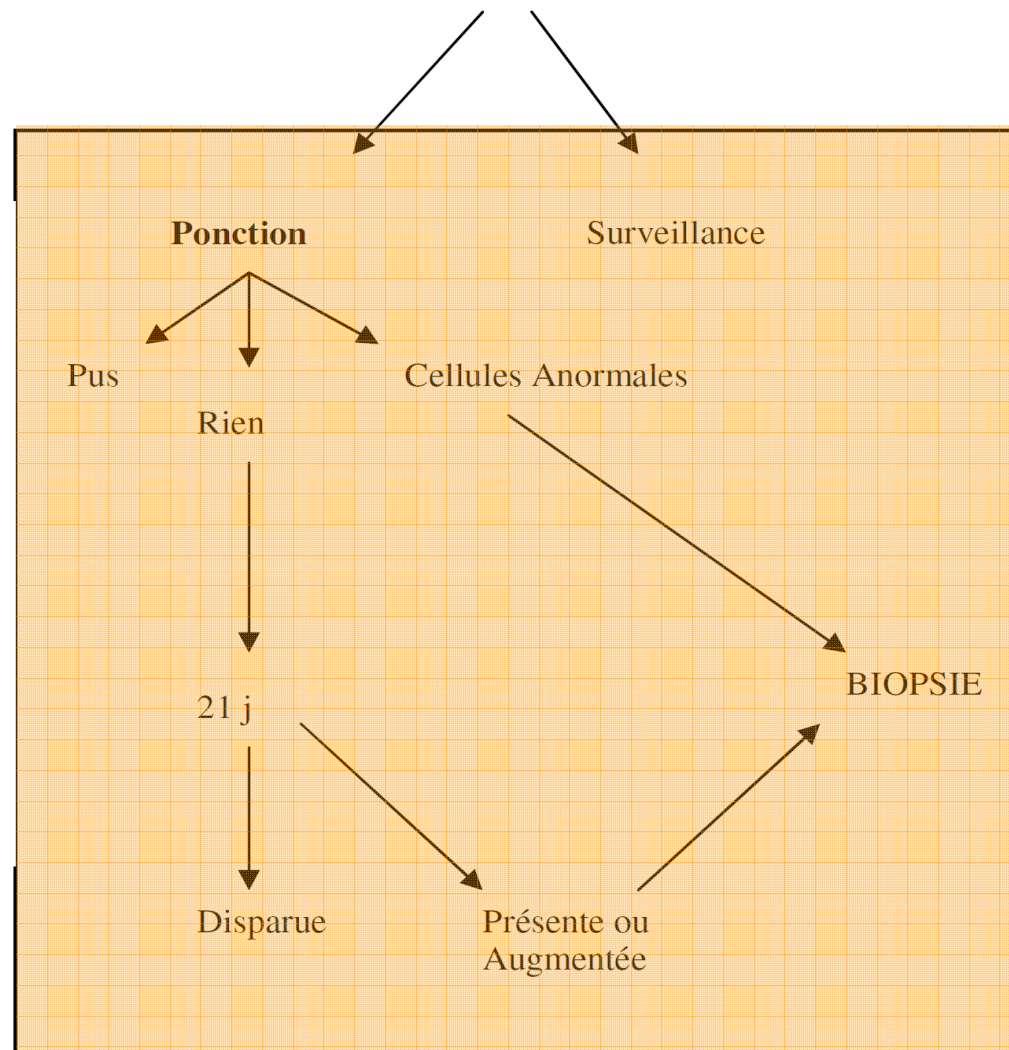 Ponction
Surveillance
Pus
Cellules Anormales
Rien
BIOPSIE
21 j
Disparue
Présente ou
Augmentée